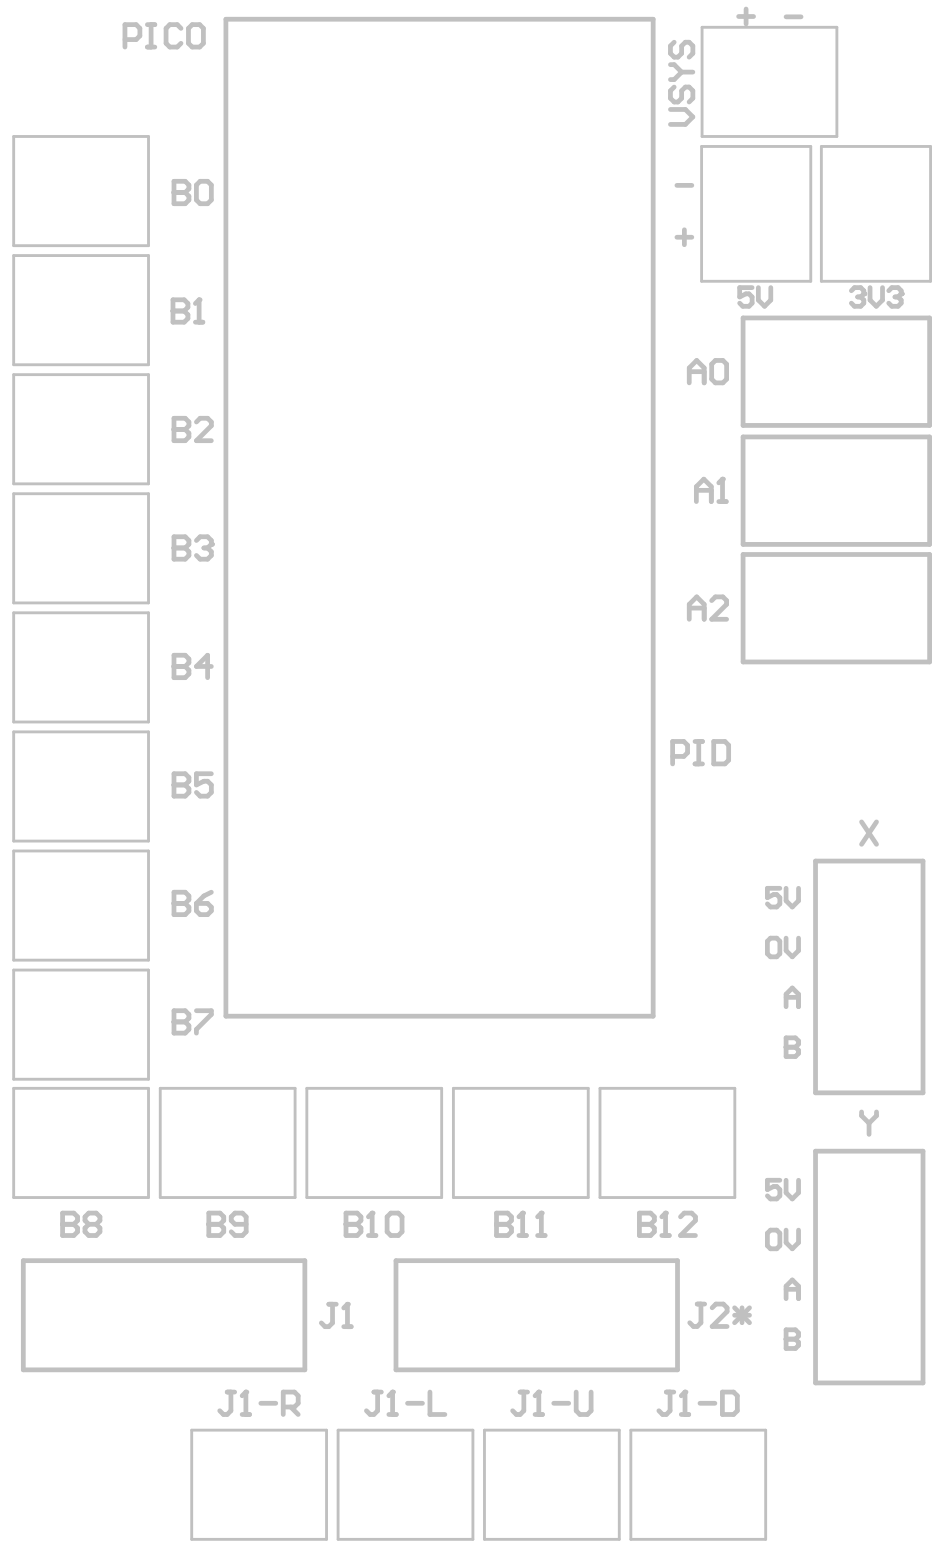 + -
PICO
VSYS
B0
-
+
B1
5V 3V3
A0
B2
A1
B3
A2
B4
PID
B5
X
5V
B6
0V
A
B7
B
Y
5V
B8 B9 B10 B11 B12
0V
A
J1 J2*
B
J1-R J1-L J1-U J1-D